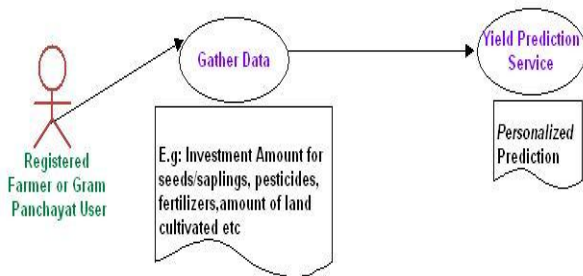 Gather Data
Yield Prediction
Service
Registered
Farmer or Gram
Panchayat User
E.g: Investment Amount for
seeds/saplings, pesticides,
fertilizers,amount of land
cultivated etc
Personalized
Prediction